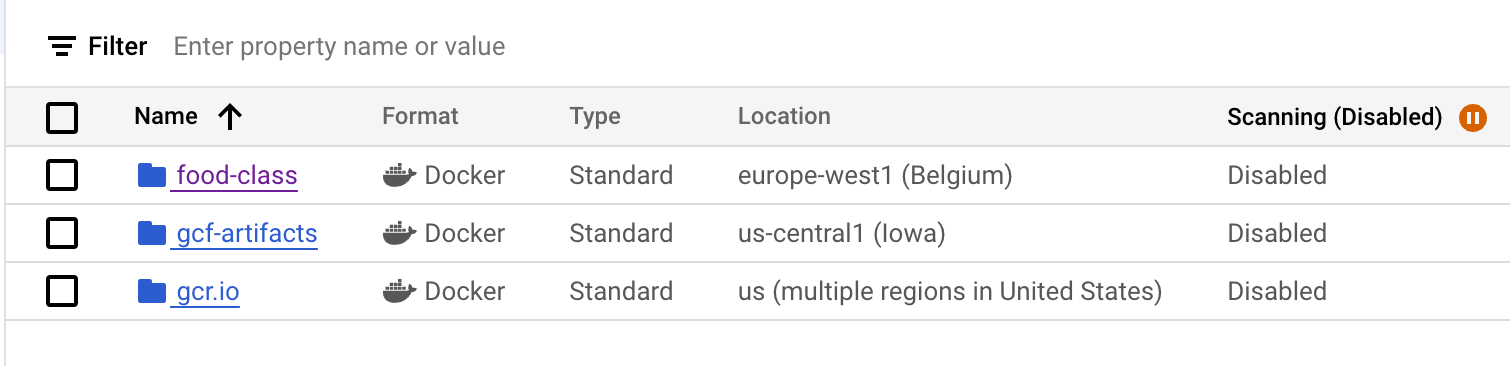 Filter Enter property name or value
Name Format Type Location Scanning (Disabled)
food-class Docker Standard europe-west1 (Belgium) Disabled
gcf-artifacts Docker Standard us-central1 (Iowa) Disabled
gcr.io Docker Standard us (multiple regions in United States) Disabled